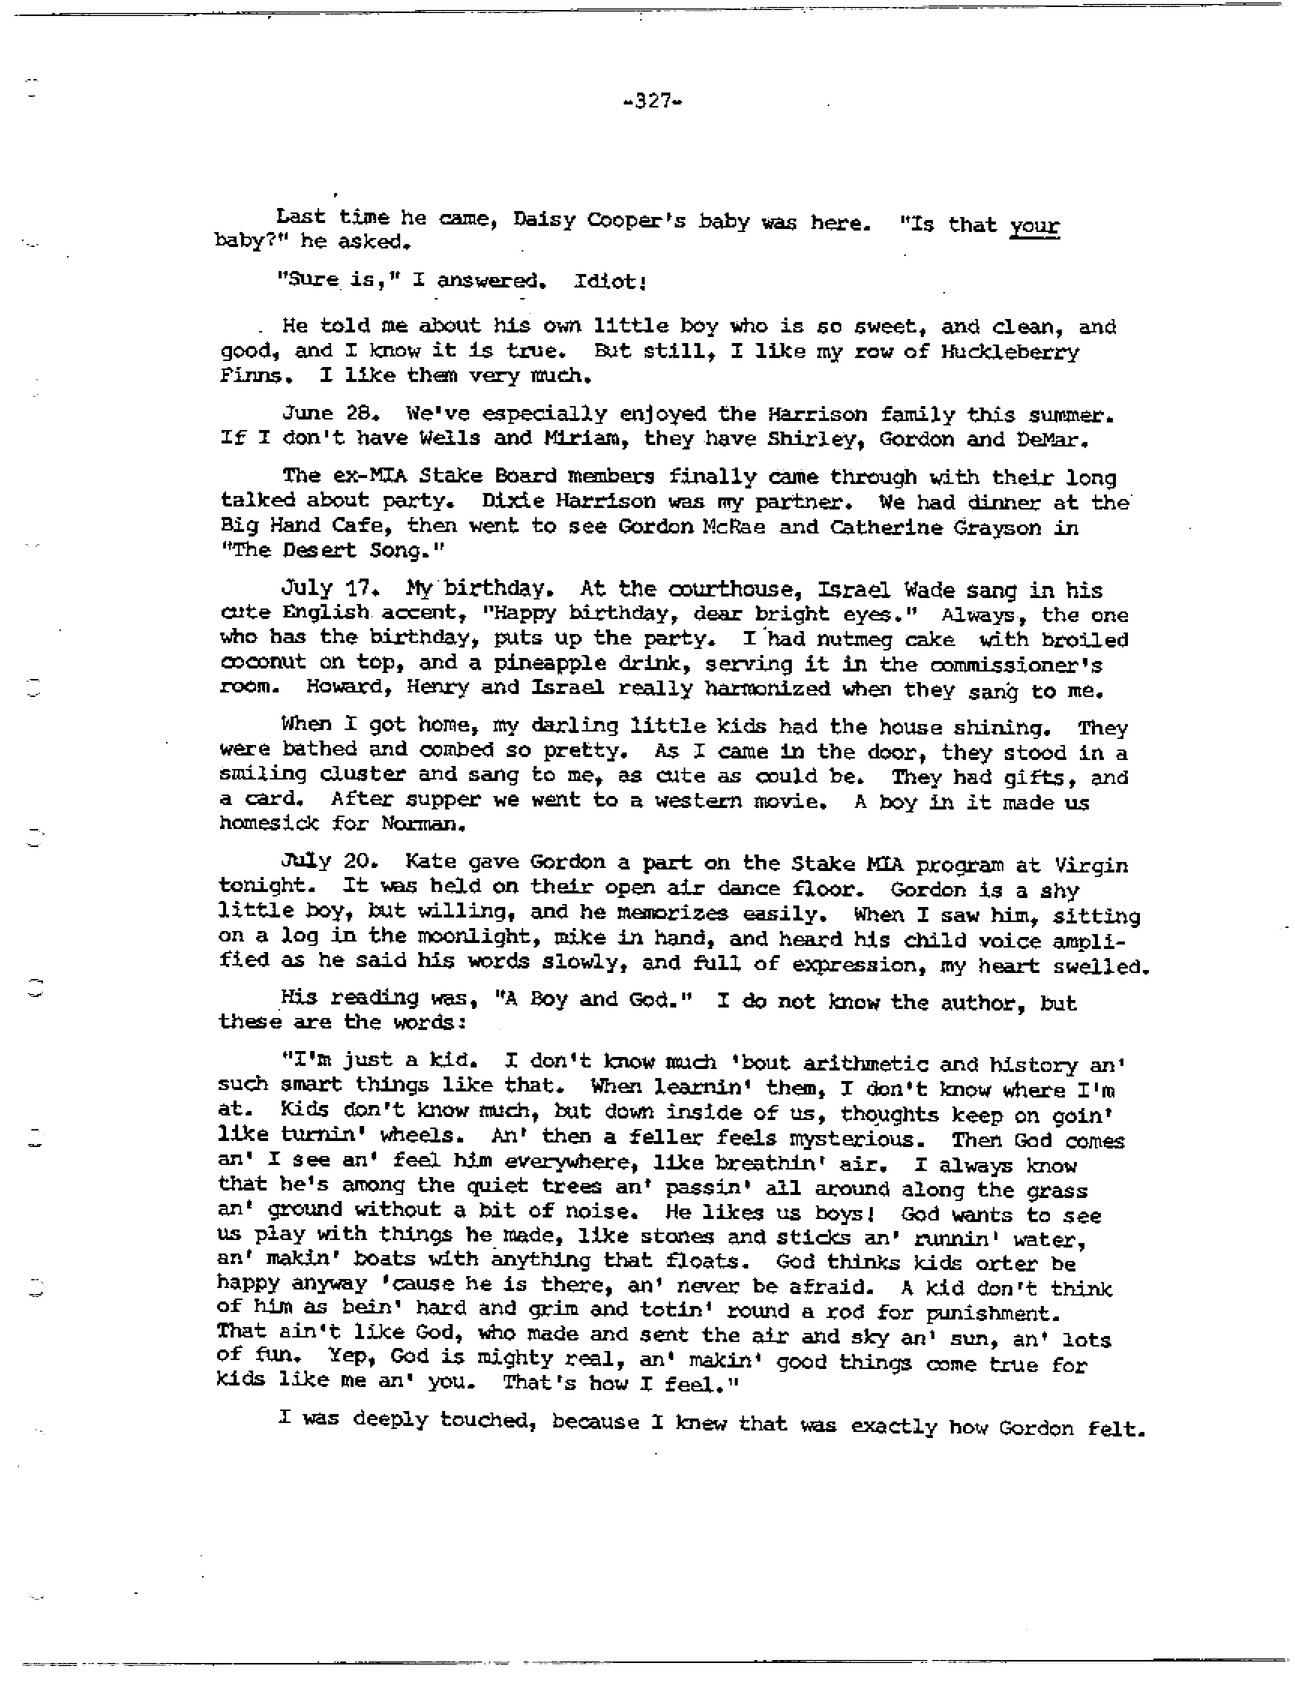 -327-
Last time he came, Daisy Cooper's baby was here. "Is that your
baby?" he asked.
"Sure is," I answered. Idiot!
He told me about his own little boy who is so sweet, and clean, and
good, and I know it is true. But still, I like my row of Huckleberry
Finns. I like them very much.
June 28. We've especially enjoyed the Harrison family this summer.
If I don't have Wells and Miriam, they have Shirley, Gordon and DeMar.
The ex-MIA Stake Board members finally came through with their long
talked about party. Dixie Harrison was my partner. We had dinner at the
Big Hand Cafe, then went to see Gordon McRae and Catherine Grayson in
"The Desert Song."
July 17. My birthday. At the courthouse, Israel Wade sang in his
cute English accent, "Happy birthday, dear bright eyes." Always, the one
who has the birthday, puts up the party. I had nutmeg cake with broiled
coconut on top, and a pineapple drink, serving it in the commissioner's
room. Howard, Henry and Israel really harmonized when they sang to me.
When I got home, my darling little kids had the house shining. They
were bathed and combed so pretty. As I came in the door, they stood in a
smiling cluster and sang to me, as cute as could be. They had gifts, and
a card. After supper we went to a western movie. A boy in it made us
homesick for Norman.
July 20. Kate gave Gordon a part on the Stake MIA program at Virgin
tonight. It was held on their open air dance floor. Gordon is a shy
little boy, but willing, and he memorizes easily. When I saw him, sitting
on a log in the moonlight, mike in hand, and heard his child voice ampli-
fied as he said his words slowly, and full of expression, my heart swelled.
His reading was, "A Boy and God." I do not know the author, but
these are the words:
"I'm just a kid. I don't know much 'bout arithmetic and history an'
such smart things like that. When learnin' them, I don't know where I'm
at. Kids don't know much, but down inside of us, thoughts keep on goin'
like turnin' wheels. An' then a feller feels mysterious. Then God comes
an' I see an' feel him everywhere, like breathin' air. I always know
that he's among the quiet trees an' passin' all around along the grass
an' ground without a bit of noise. He likes us boys! God wants to see
us play with things he made, like stones and sticks an' runnin' water,
an' makin' boats with anything that floats. God thinks kids orter be
happy anyway 'cause he is there, an' never be afraid. A kid don't think
of him as bein' hard and grim and totin' round a rod for punishment.
That ain't like God, who made and sent the air and sky an' sun, an' lots
of fun. Yep, God is mighty real, an' makin' good things come true for
kids like me an' you. That's how I feel."
I was deeply touched, because I knew that was exactly how Gordon felt.